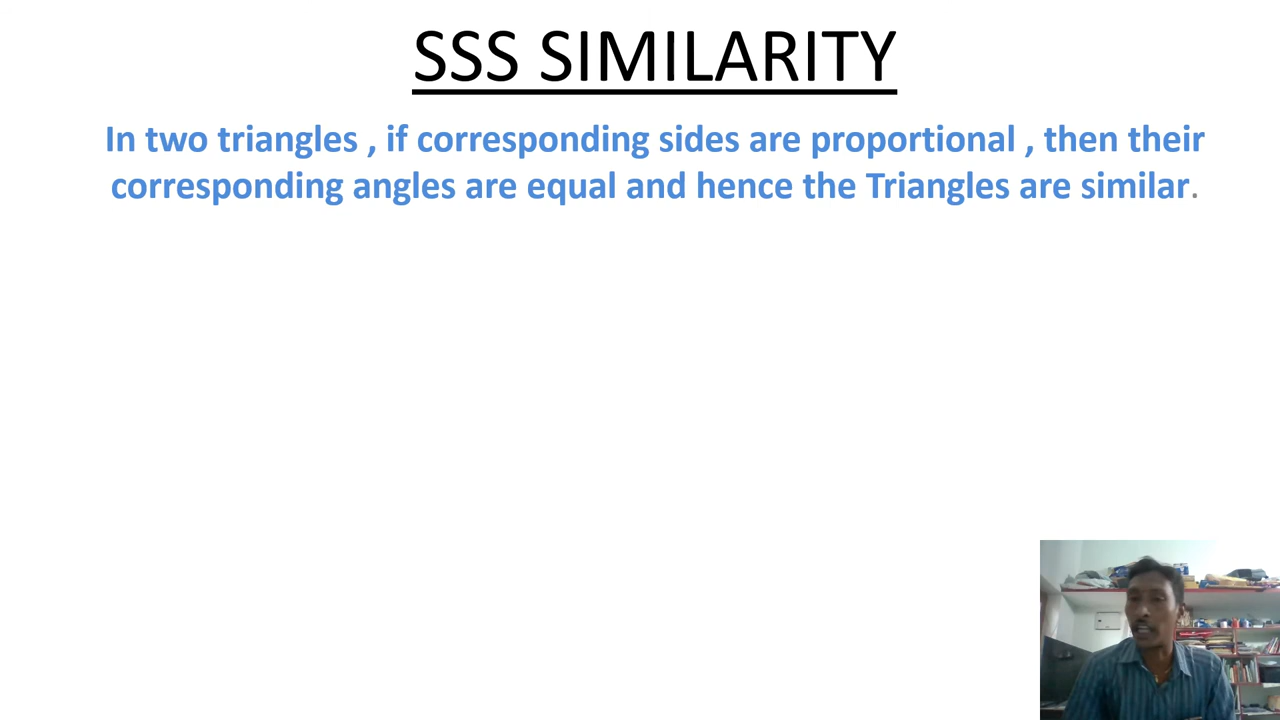 SSS SIMILARITY
In two triangles , if corresponding sides are proportional , then their
corresponding angles are equal and hence the Triangles are similar.